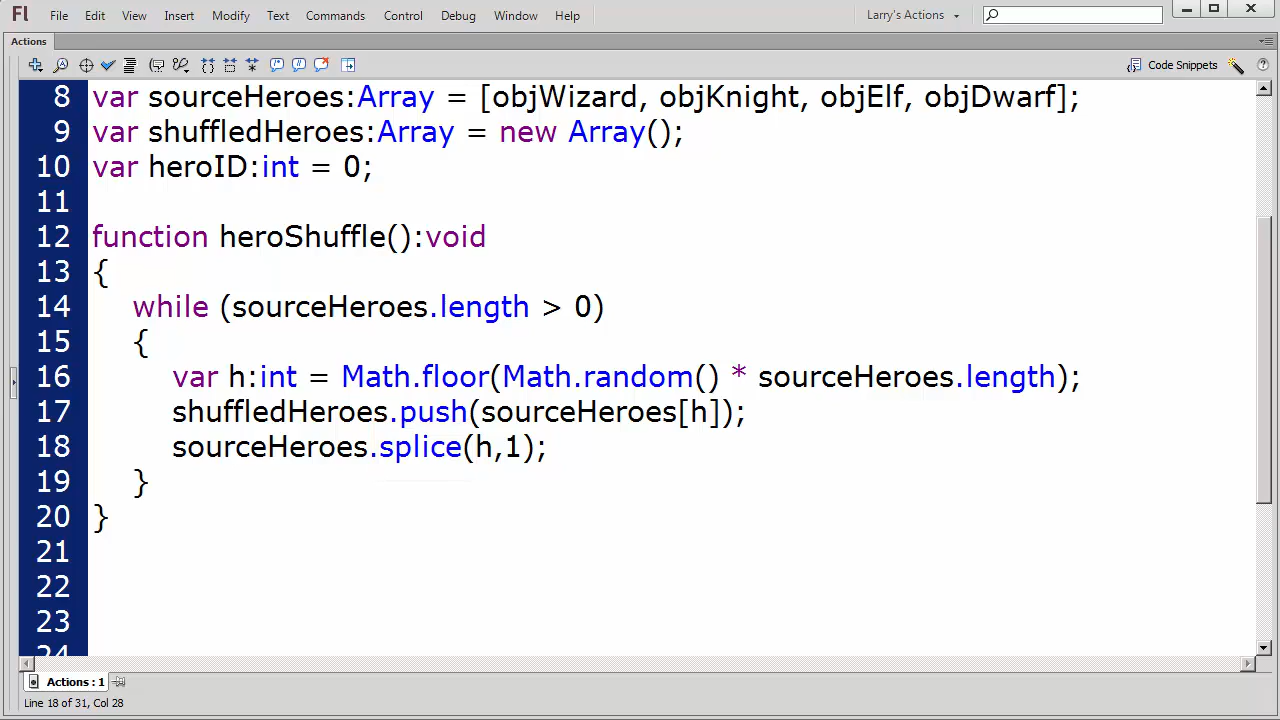 Fl File Edit View Insert Modify Text Commands Control Debug Window Help Larry's Actions
Actions
Code Snippets
8 var sourceHeroes:Array = [objWizard, objKnight, objElf, objDwarf];
9 var shuffledHeroes:Array = new Array();
10 var heroID:int = 0;
11
12 function heroShuffle():void
13 {
14 while (sourceHeroes.length > 0)
15 {
16 var h:int = Math.floor(Math.random() * sourceHeroes.length);
17 shuffledHeroes.push(sourceHeroes[h]);
18 sourceHeroes.splice(h,1);
19 }
20 }
21
22
23
24
Actions : 1
Line 18 of 31, Col 28